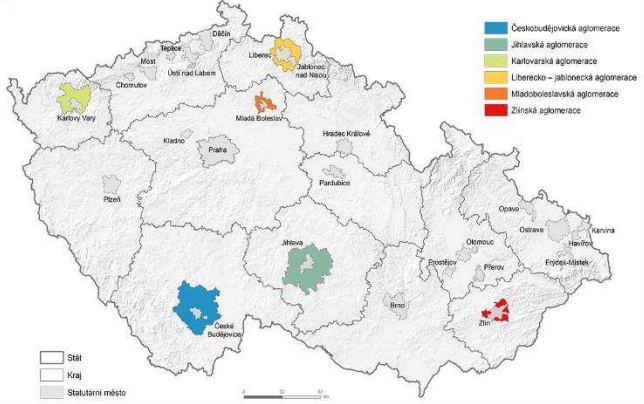 Českobudějovická aglomerace
Jihlavská aglomerace
Karlovarská aglomerace
Liberecko – jablonecká aglomerace
Mladoboleslavská aglomerace
Zlínská aglomerace
Děčín
Teplice
Most
Ústí nad Labem
Chomutov
Liberec
Jablonec
nad Nisou
Karlovy Vary
Mladá Boleslav
Kladno
Praha
Hradec Králové
Pardubice
Plzeň
Opava
Ostrava
Karviná
Havířov
Frýdek-Místek
Olomouc
Prostějov
Přerov
Jihlava
Brno
Zlín
České
Budějovice
Stát
Kraj
Statutární město